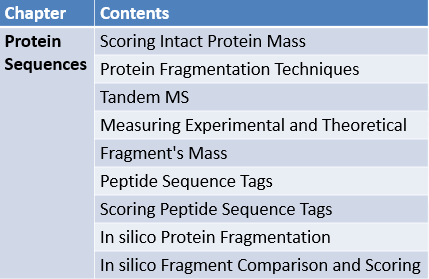 Chapter Contents
Protein Sequences Scoring Intact Protein Mass
Protein Fragmentation Techniques
Tandem MS
Measuring Experimental and Theoretical
Fragment's Mass
Peptide Sequence Tags
Scoring Peptide Sequence Tags
In silico Protein Fragmentation
In silico Fragment Comparison and Scoring